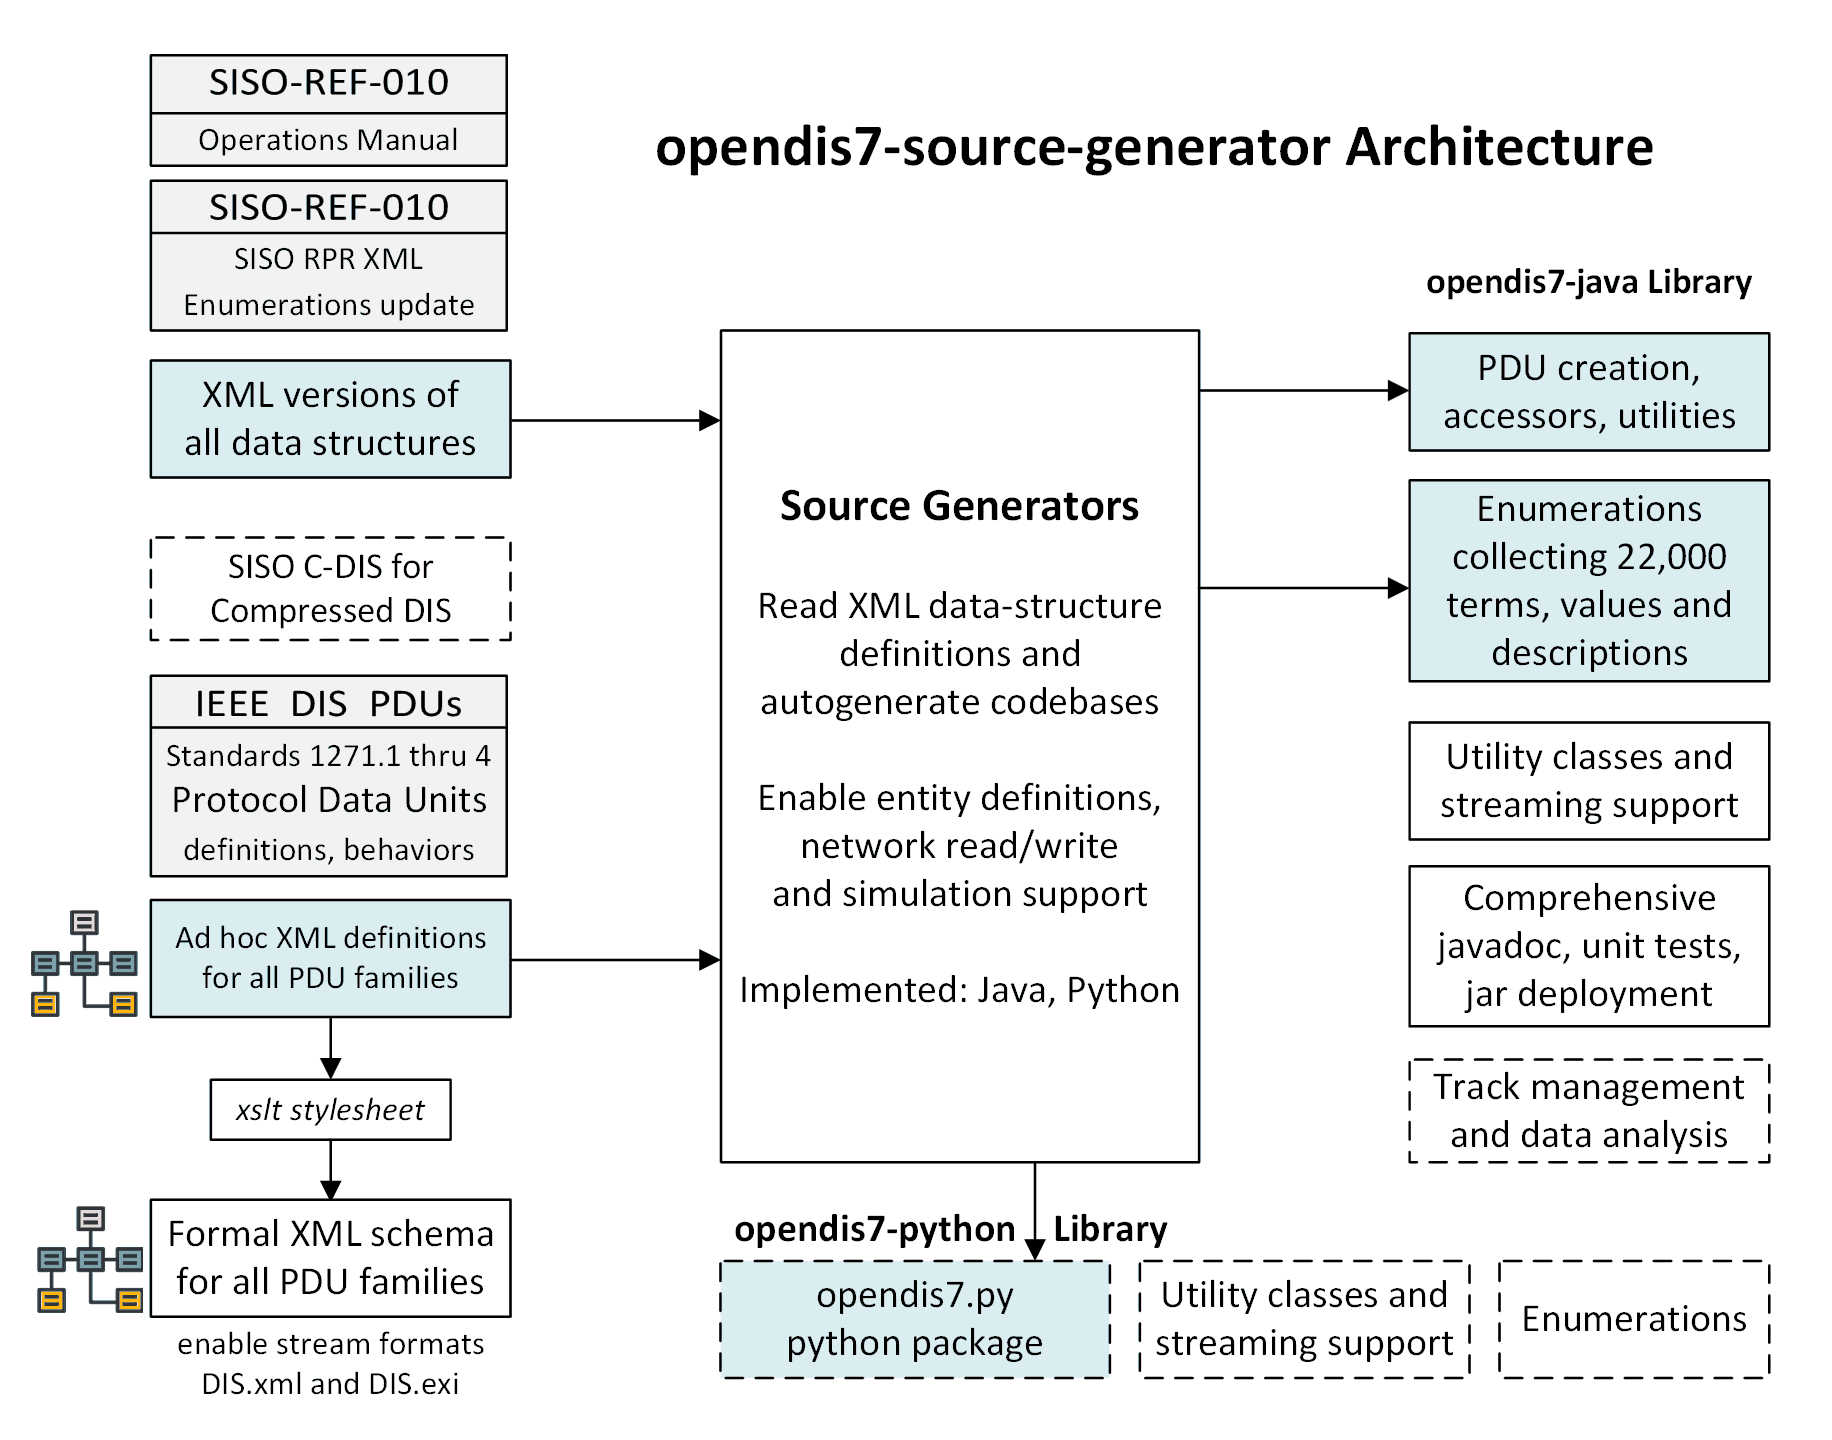 SISO-REF-010
Operations Manual
SISO-REF-010
SISO RPR XML
Enumerations update
XML versions of
all data structures
SISO C-DIS for
Compressed DIS
IEEE DIS PDUs
Standards 1271.1 thru 4
Protocol Data Units
definitions, behaviors
Ad hoc XML definitions
for all PDU families
xslt stylesheet
Formal XML schema
for all PDU families
enable stream formats
DIS.xml and DIS.exi
opendis7-source-generator Architecture
Source Generators
Read XML data-structure
definitions and
autogenerate codebases
Enable entity definitions,
network read/write
and simulation support
Implemented: Java, Python
opendis7-java Library
PDU creation,
accessors, utilities
Enumerations
collecting 22,000
terms, values and
descriptions
Utility classes and
streaming support
Comprehensive
javadoc, unit tests,
jar deployment
Track management
and data analysis
opendis7-python Library
opendis7.py
python package
Utility classes and
streaming support
Enumerations